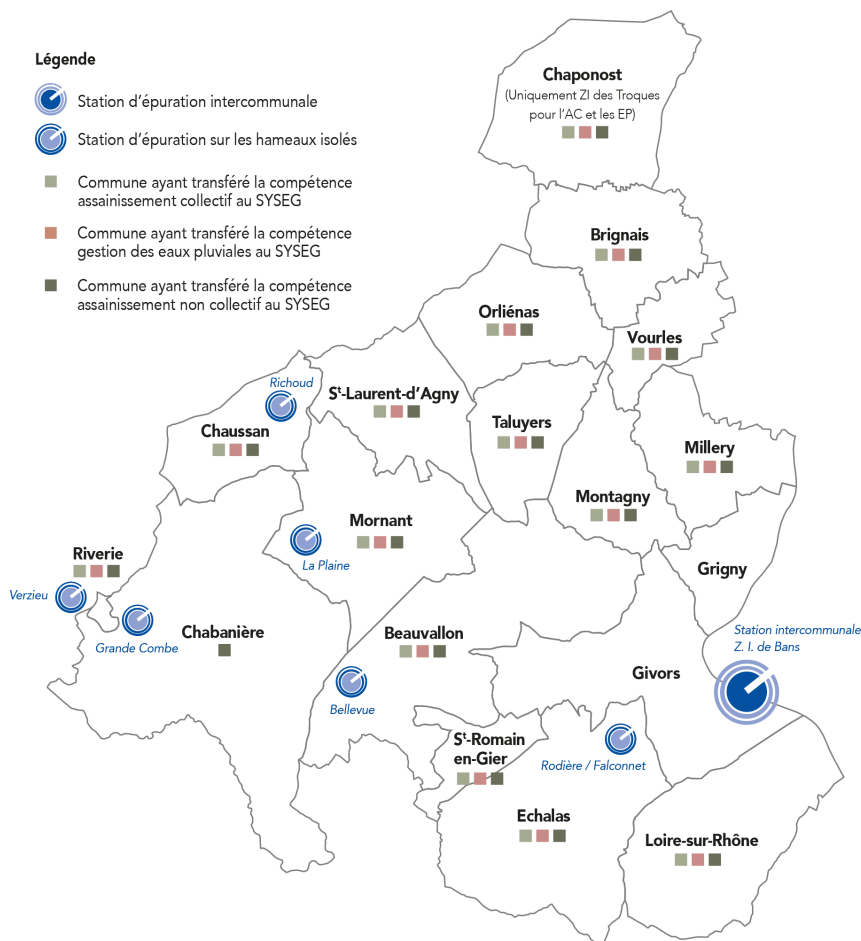 Légende
Station d’épuration intercommunale
Station d’épuration sur les hameaux isolés
Commune ayant transféré la compétence
assainissement collectif au SYSEG
Commune ayant transféré la compétence
gestion des eaux pluviales au SYSEG
Commune ayant transféré la compétence
assainissement non collectif au SYSEG
Chaponost
(Uniquement ZI des Troques
pour l’AC et les EP)
Brignais
Orliénas
Vourles
Richoud
St-Laurent-d’Agny
Chaussan
Taluyers
Millery
Montagny
Mornant
La Plaine
Riverie
Verzieu
Grande Combe
Chabanière
Grigny
Beauvallon
Bellevue
Station intercommunale
Z. I. de Bans
Givors
St-Romain
en-Gier
Rodière / Falconnet
Echalas
Loire-sur-Rhône